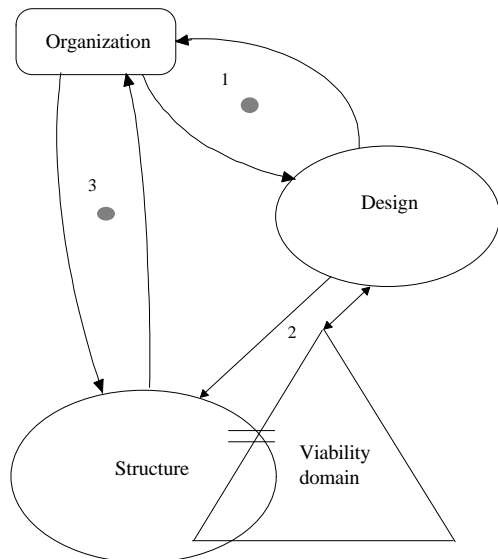 Organization
1
3
Design
2
Structure
Viability
domain